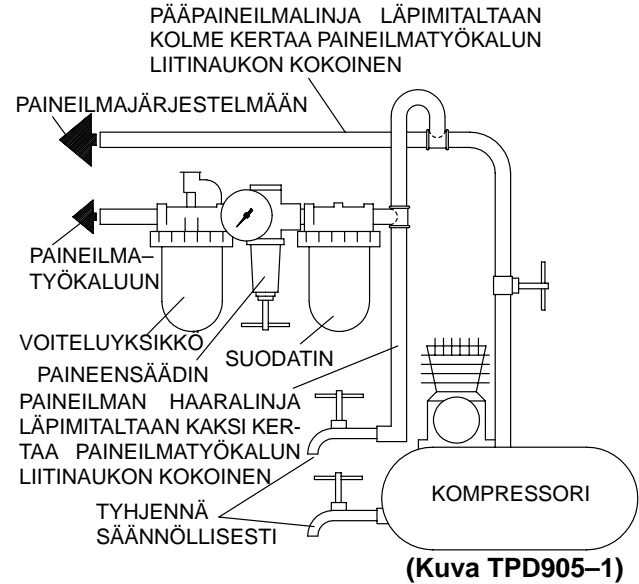 PÄÄPAINEILMALINJA LÄPIMITALTAAN
KOLME KERTAA PAINEILMATYÖKALUN
LIITINAUKON KOKOINEN
PAINEILMAJÄRJESTELMÄÄN
PAINEILMA–
TYÖKALUUN
VOITELUYKSIKKÖ
SUODATIN
PAINEENSÄÄDIN
PAINEILMAN HAARALINJA
LÄPIMITALTAAN KAKSI KER-
TAA PAINEILMATYÖKALUN
LIITINAUKON KOKOINEN
KOMPRESSORI
TYHJENNÄ
SÄÄNNÖLLISESTI
(Kuva TPD905–1)